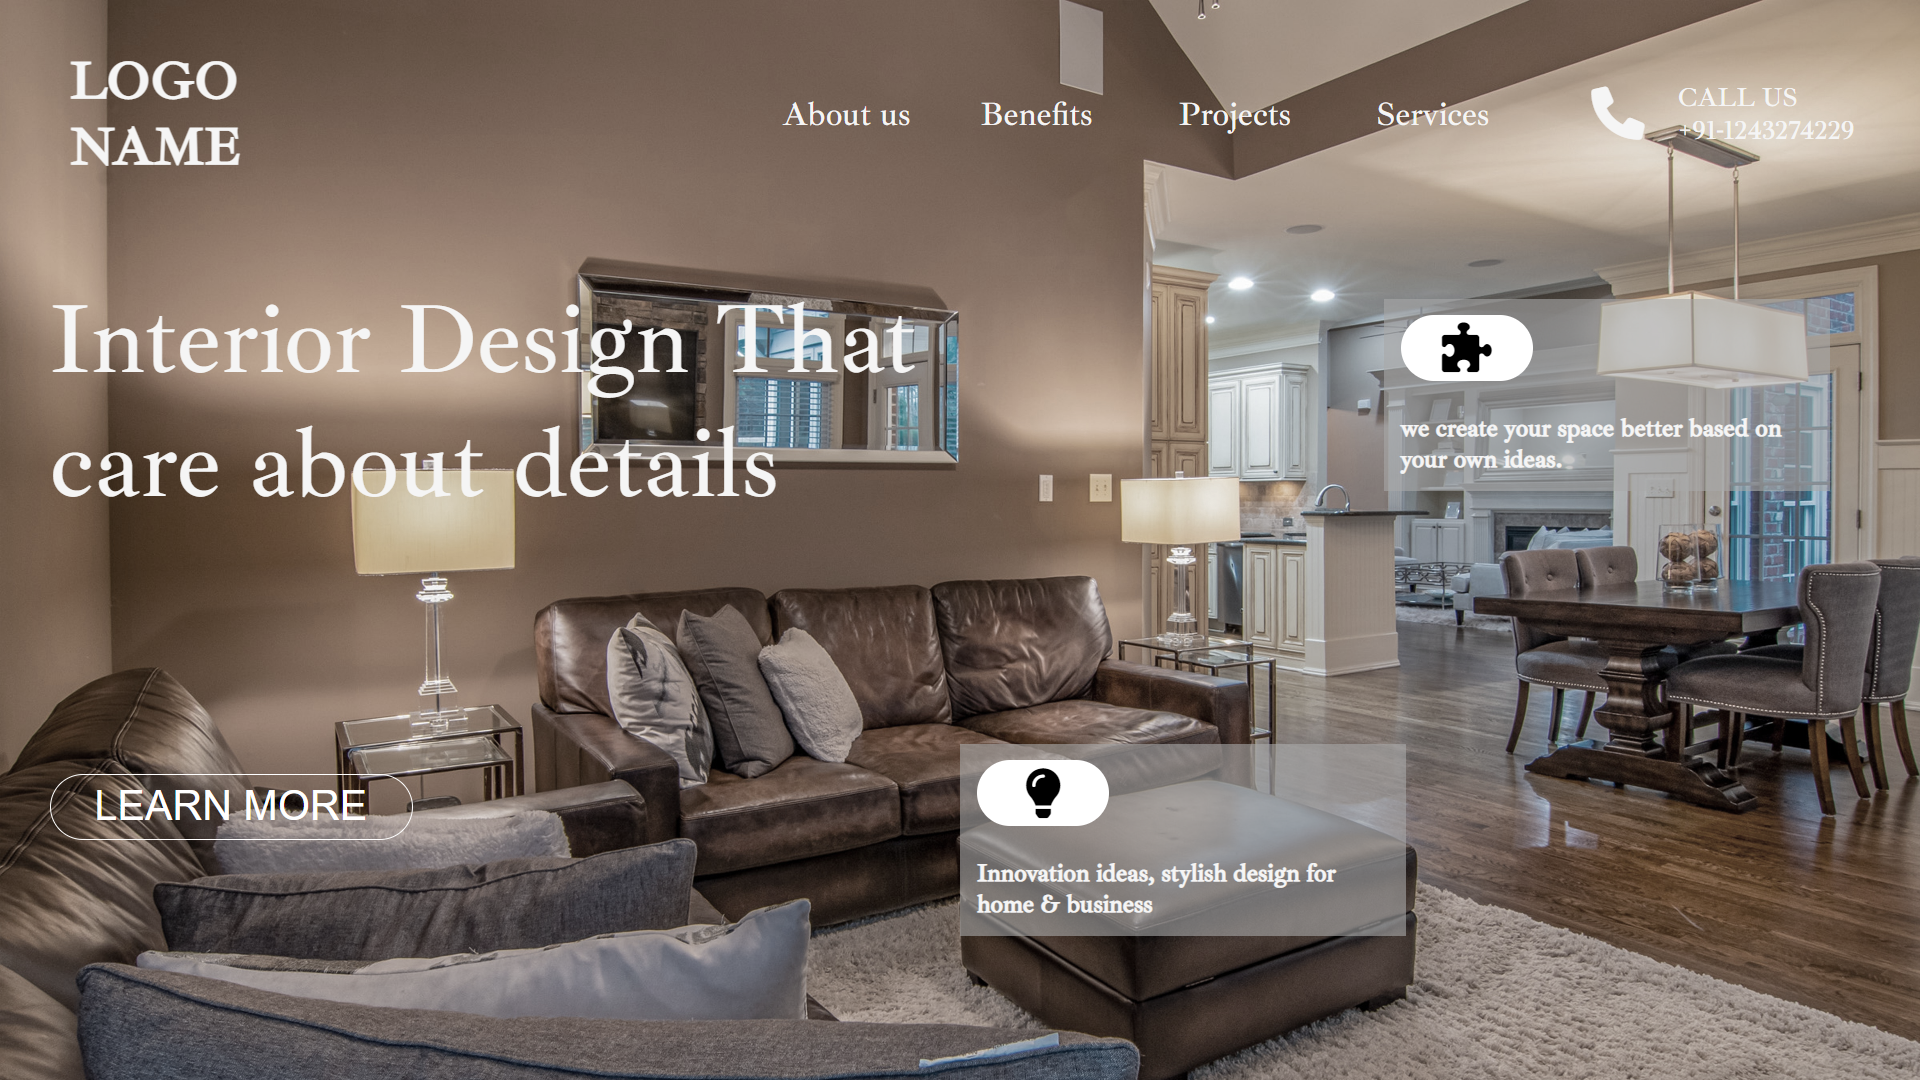 LOGO
NAME
About us
Benefits
Projects
Services
CALL US
+91-1243274229
Interior Design That
care about details
we create your space better based on
your own ideas.
LEARN MORE
Innovation ideas, stylish design for
home & business